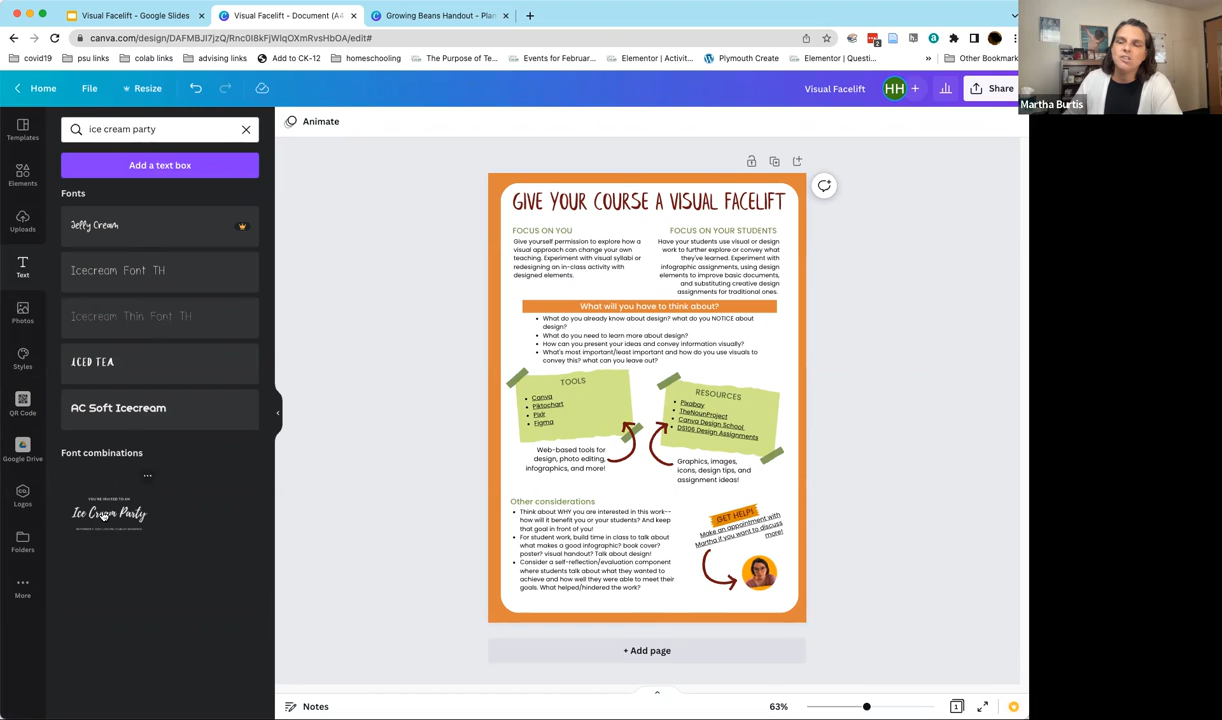 Visual Facelift - Google Slides
Visual Facelift - Document (A4
Growing Beans Handout - Plan
canva.com/design/DAFMBJI7jzQ/Rnc0I8kFjWIqOXmRvsHbOA/edit#
covid19
psu links
colab links
advising links
Add to CK-12
homeschooling
The Purpose of Te...
Events for Februar...
Elementor | Activit...
Plymouth Create
Elementor | Questi...
Other Bookmark
Home
File
Resize
Visual Facelift
HH
Share
Martha Burtis
Templates
Elements
Uploads
Text
Photos
Styles
QR Code
Google Drive
Logos
Folders
More
ice cream party
Add a text box
Fonts
Jelly Cream
Icecream Font TH
Icecream Thin Font TH
ICED TEA
AC Soft Icecream
Font combinations
YOU'RE INVITED TO AN
Ice Cream Party
Animate
GIVE YOUR COURSE A VISUAL FACELIFT
FOCUS ON YOU
Give yourself permission to explore how a
visual approach can change your own
teaching. Experiment with visual syllabi or
redesigning an in-class activity with
designed elements.
FOCUS ON YOUR STUDENTS
Have your students use visual or design
work to further explore or convey what
they've learned. Experiment with
infographic assignments, using design
elements to improve basic documents,
and substituting creative design
assignments for traditional ones.
What will you have to think about?
What do you already know about design? what do you NOTICE about
design?
What do you need to learn more about design?
How can you present your ideas and convey information visually?
What's most important/least important and how do you use visuals to
convey this? what can you leave out?
TOOLS
Canva
Piktochart
Pixlr
Figma
RESOURCES
Pixabay
TheNounProject
Canva Design School
DS106 Design Assignments
Web-based tools for
design, photo editing,
infographics, and more!
Graphics, images,
icons, design tips, and
assignment ideas!
Other considerations
Think about WHY you are interested in this work--
how will it benefit you or your students? And keep
that goal in front of you!
For student work, build time in class to talk about
what makes a good infographic? book cover?
poster? visual handout? Talk about design!
Consider a self-reflection/evaluation component
where students talk about what they wanted to
achieve and how well they were able to meet their
goals. What helped/hindered the work?
GET HELP!
Make an appointment with
Martha if you want to discuss
more!
+ Add page
Notes
63%
1